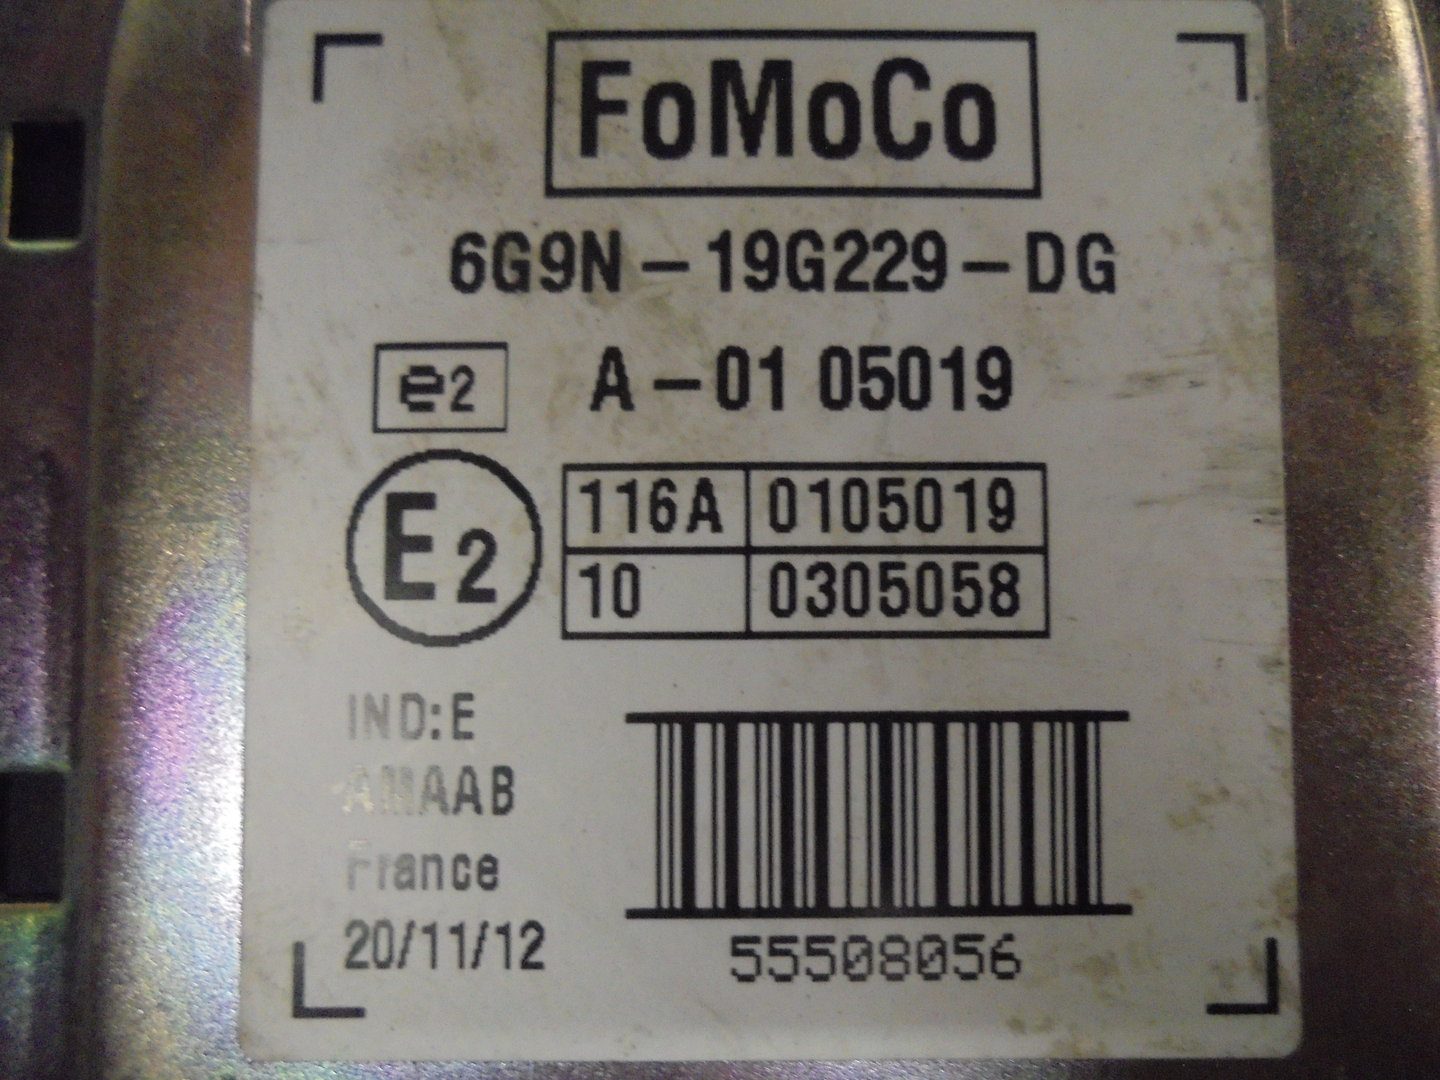 FoMoCo
6G9N-19G229-DG
e2 A-01 05019
E2 116A 0105019
10 0305058
IND:E
AMAAB
France
20/11/12
55508056